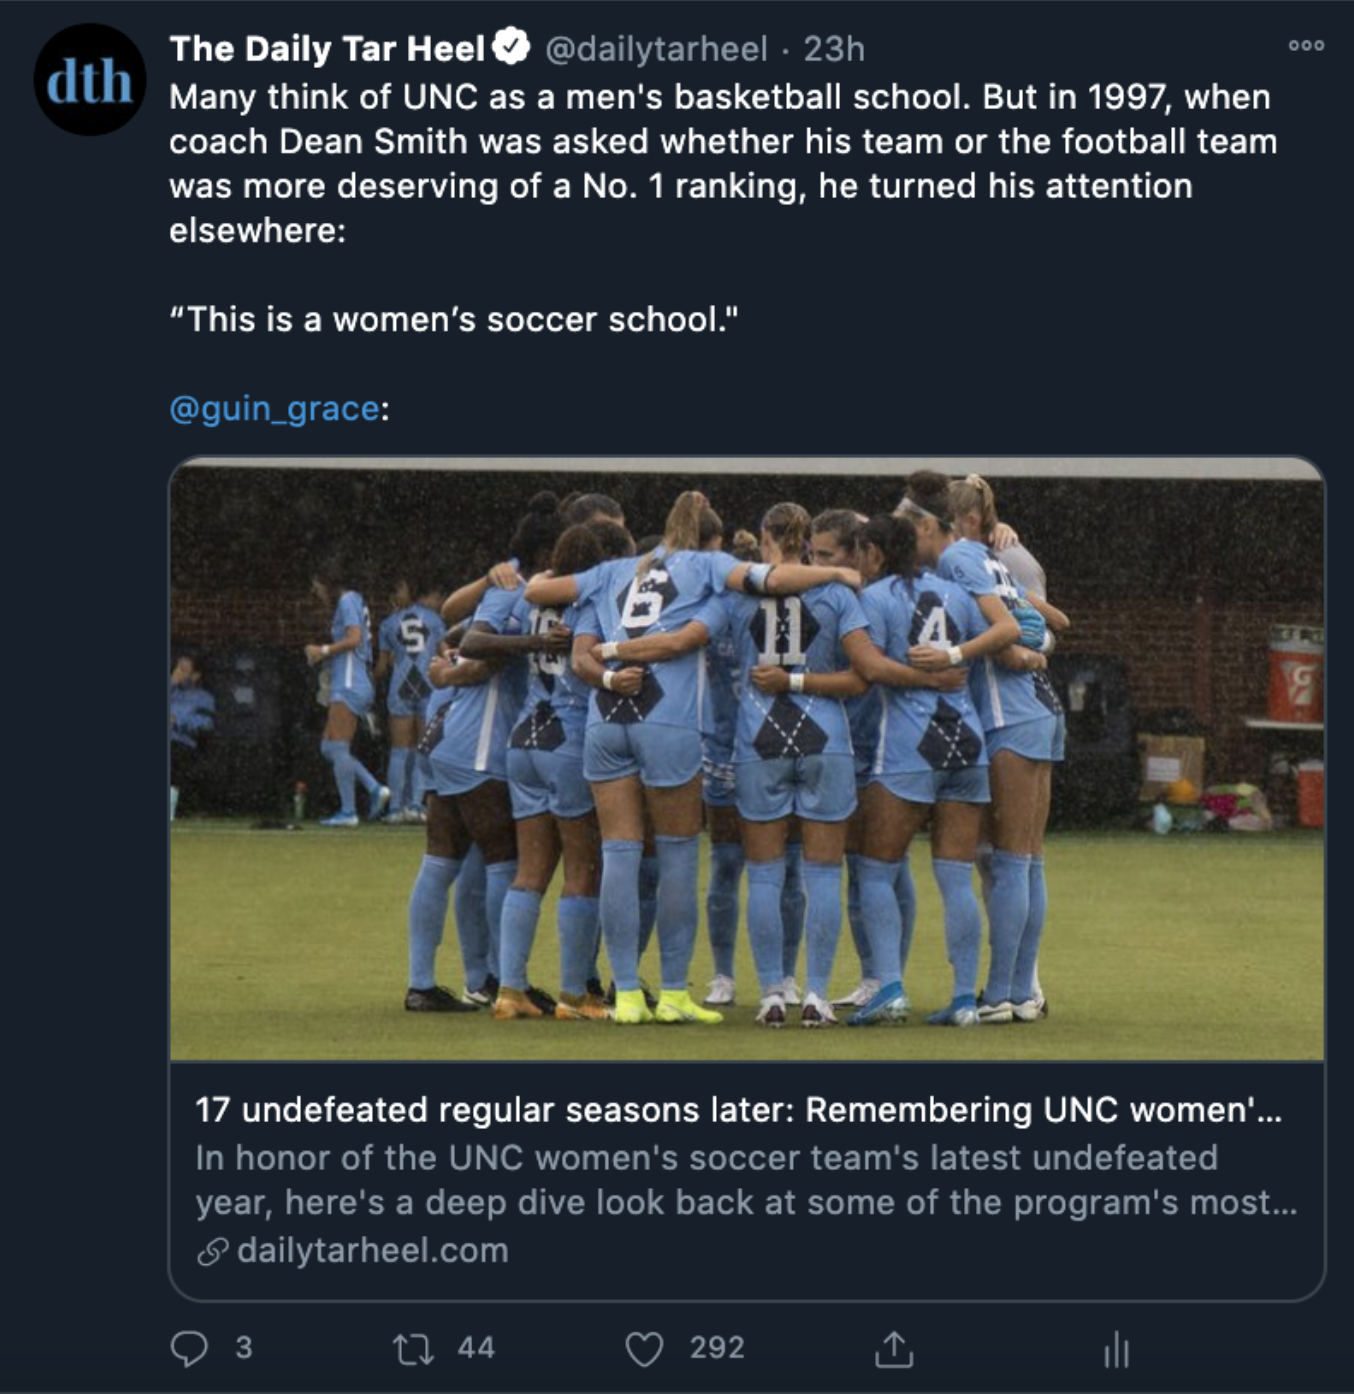 dth
The Daily Tar Heel @dailytarheel · 23h
Many think of UNC as a men's basketball school. But in 1997, when
coach Dean Smith was asked whether his team or the football team
was more deserving of a No. 1 ranking, he turned his attention
elsewhere:
“This is a women’s soccer school."
@guin_grace:
5
6
11
4
G
17 undefeated regular seasons later: Remembering UNC women'...
In honor of the UNC women's soccer team's latest undefeated
year, here's a deep dive look back at some of the program's most...
dailytarheel.com
3 44 292